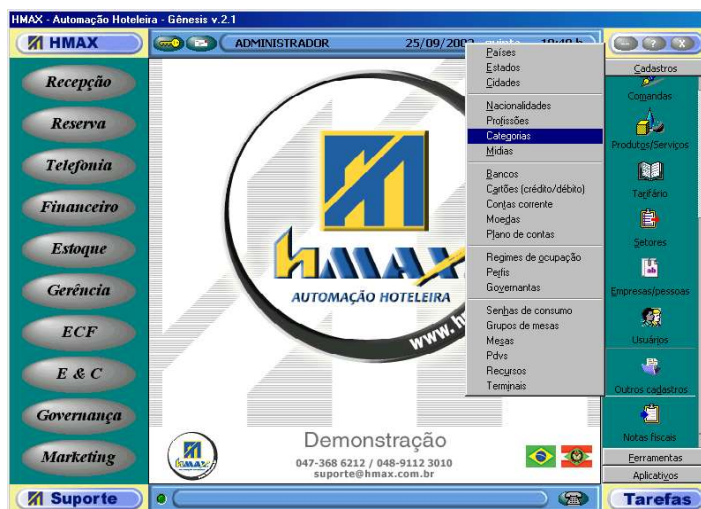 HMAX - Automação Hoteleira - Gênesis v.2.1
HMAX
ADMINISTRADOR
Recepção
Reserva
Telefonia
Financeiro
Estoque
Gerência
ECF
E & C
Governança
Marketing
Suporte
hmax
AUTOMAÇÃO HOTELEIRA
www.h
Demonstração
047-368 6212 / 048-9112 3010
suporte@hmax.com.br
Países
Estados
Cidades
Nacionalidades
Profissões
Categorias
Mídias
Bancos
Cartões (crédito/débito)
Contas corrente
Moedas
Plano de contas
Regimes de ocupação
Perfis
Governantas
Senhas de consumo
Grupos de mesas
Mesas
Pdvs
Recursos
Terminais
Cadastros
Comandas
Produtos/Serviços
Tarifário
Setores
Empresas/pessoas
Usuários
Outros cadastros
Notas fiscais
Ferramentas
Aplicativos
Tarefas